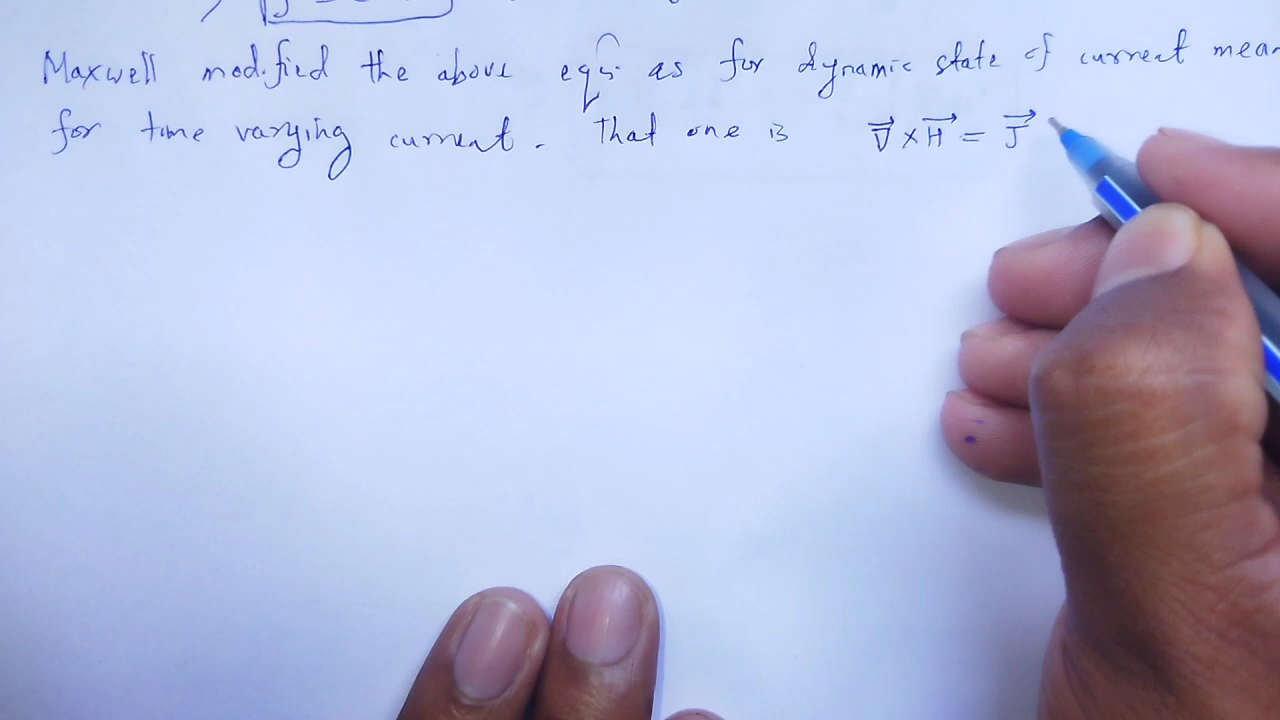 Maxwell modified the above eqn. as for dynamic state of current mean
for time varying current. That one is ∇⃗ × H⃗ = J⃗